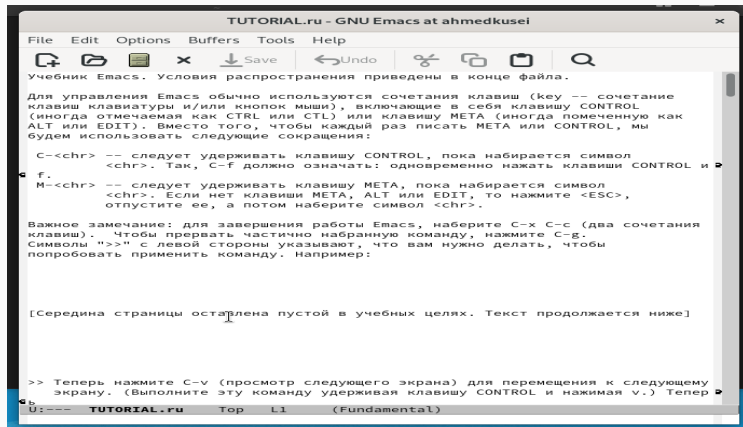 TUTORIAL.ru - GNU Emacs at ahmedkusei
File Edit Options Buffers Tools Help
Save Undo
Учебник Emacs. Условия распространения приведены в конце файла.
Для управления Emacs обычно используются сочетания клавиш (key -- сочетание
клавиш клавиатуры и/или кнопок мыши), включающие в себя клавишу CONTROL
(иногда отмечаемая как CTRL или CTL) или клавишу META (иногда помеченную как
ALT или EDIT). Вместо того, чтобы каждый раз писать META или CONTROL, мы
будем использовать следующие сокращения:
C-<chr> -- следует удерживать клавишу CONTROL, пока набирается символ
<chr>. Так, C-f должно означать: одновременно нажать клавиши CONTROL и
f.
M-<chr> -- следует удерживать клавишу META, пока набирается символ
<chr>. Если нет клавиши META, ALT или EDIT, то нажмите <ESC>,
отпустите ее, а потом наберите символ <chr>.
Важное замечание: для завершения работы Emacs, наберите C-x C-c (два сочетания
клавиш). Чтобы прервать частично набранную команду, нажмите C-g.
Символы ">>" с левой стороны указывают, что вам нужно делать, чтобы
попробовать применить команду. Например:
[Середина страницы оставлена пустой в учебных целях. Текст продолжается ниже]
>> Теперь нажмите C-v (просмотр следующего экрана) для перемещения к следующему
экрану. (Выполните эту команду удерживая клавишу CONTROL и нажимая v.) Тепер
ь
U:--- TUTORIAL.ru Top L1 (Fundamental)